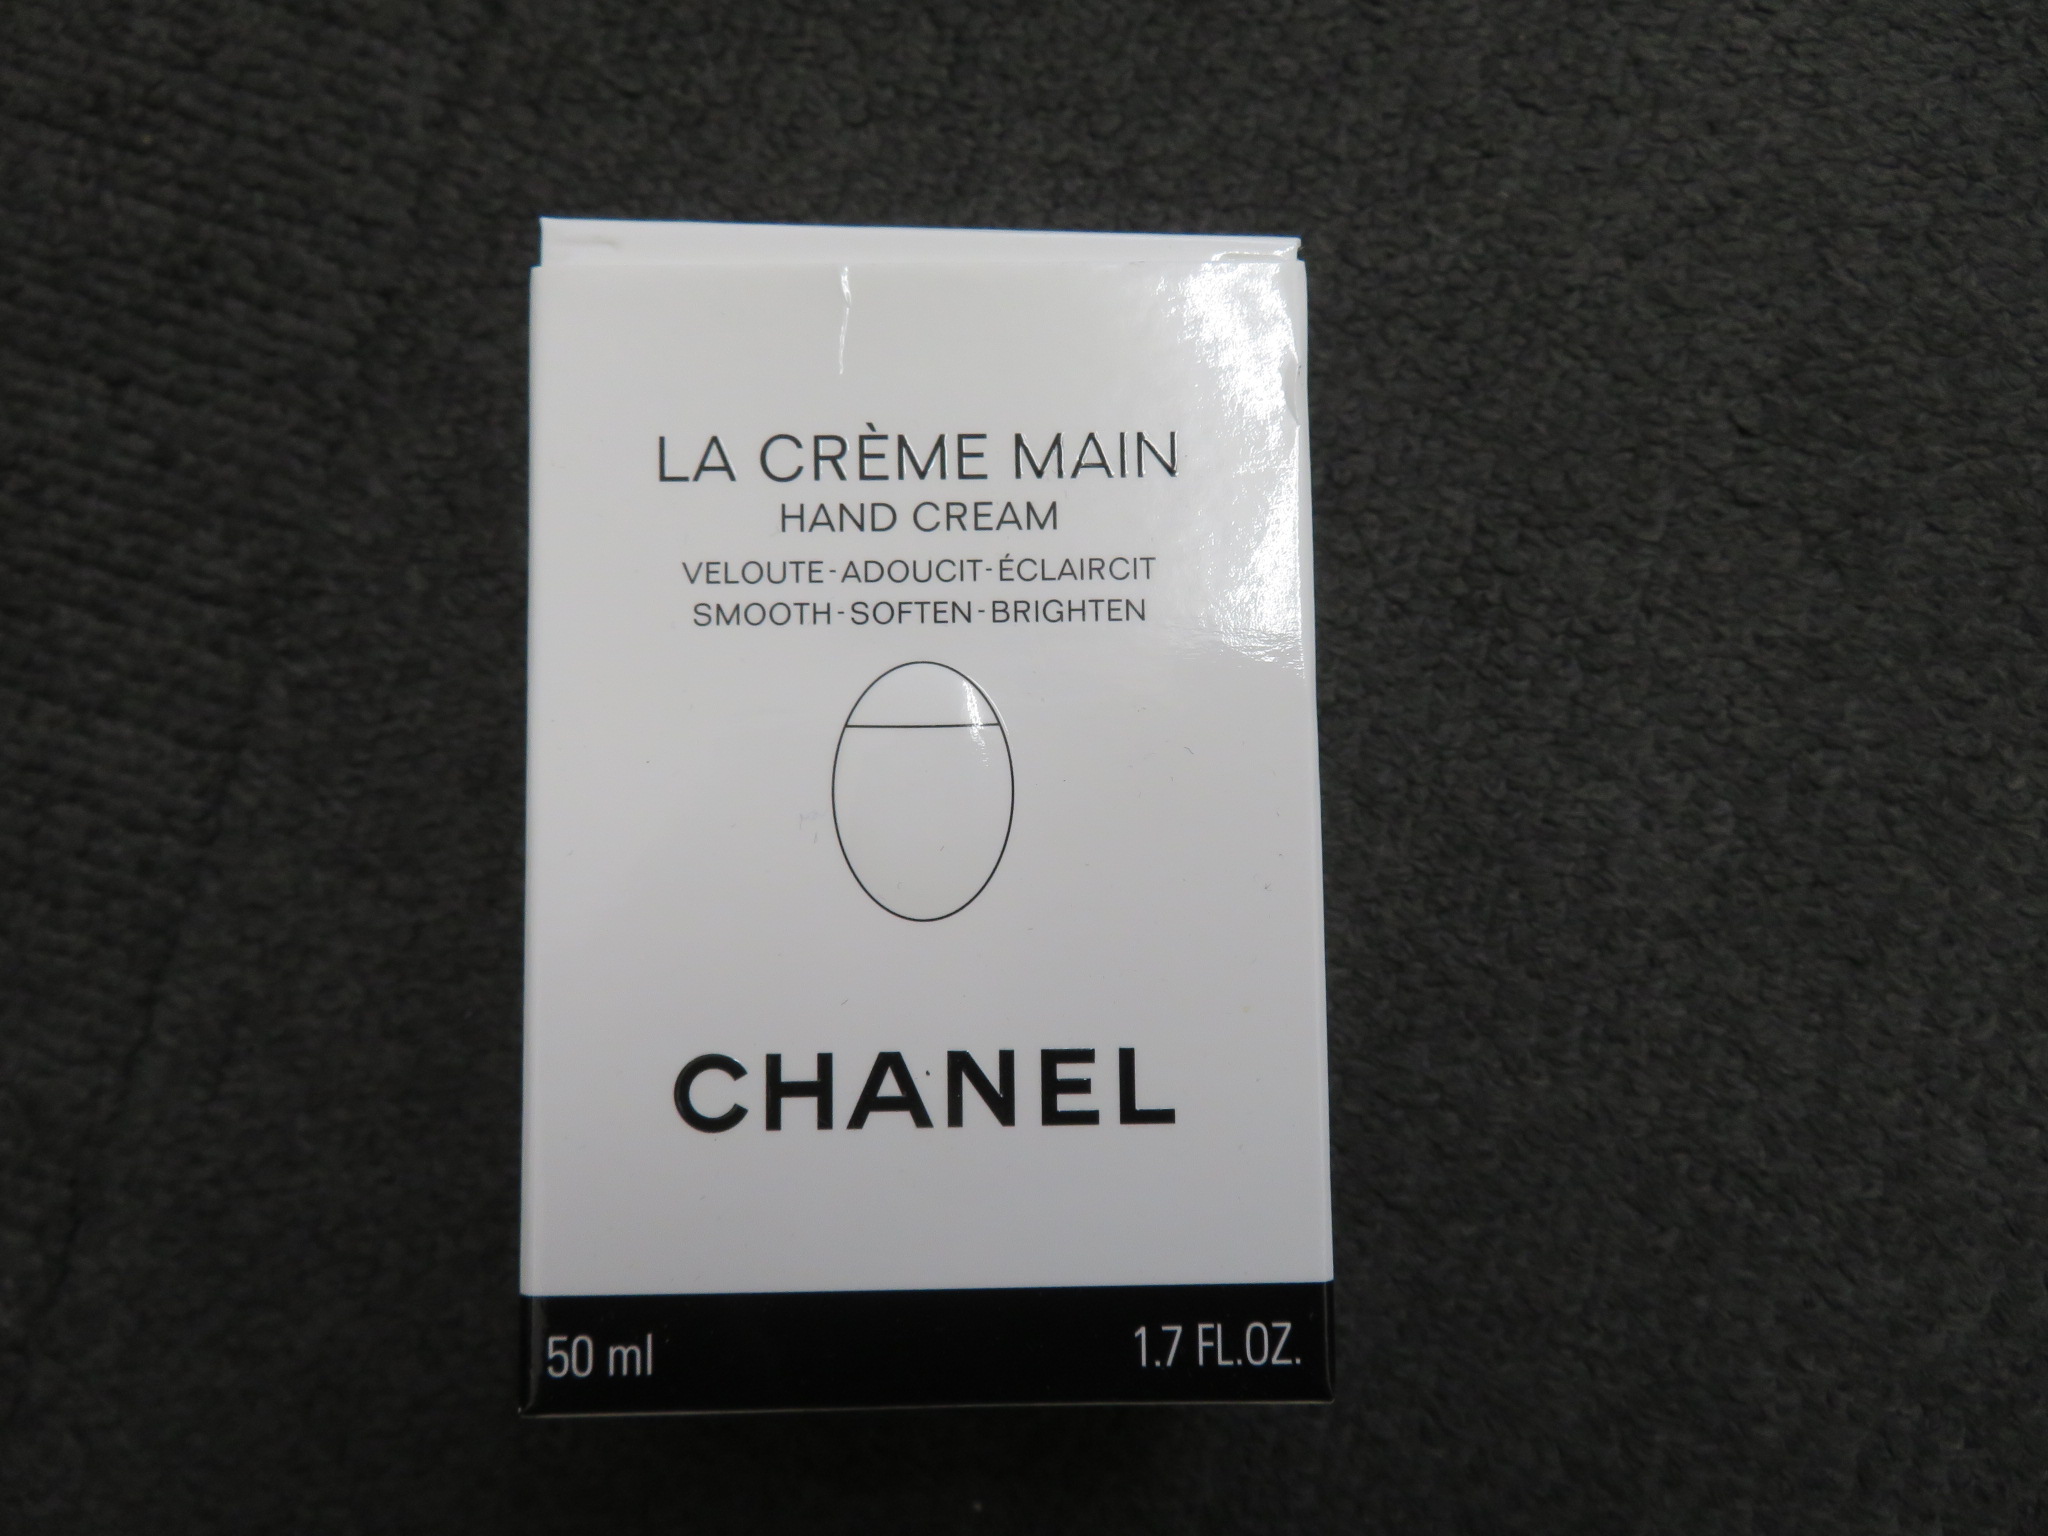 LA CRÈME MAIN
HAND CREAM
VELOUTE-ADOUCIT-ÉCLAIRCIT
SMOOTH-SOFTEN-BRIGHTEN
CHANEL
50 ml 1.7 FL.OZ.